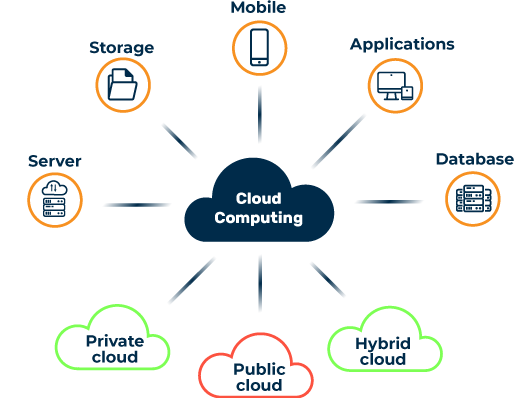 Mobile
Storage
Applications
Server
Database
Cloud
Computing
Private
cloud
Public
cloud
Hybrid
cloud